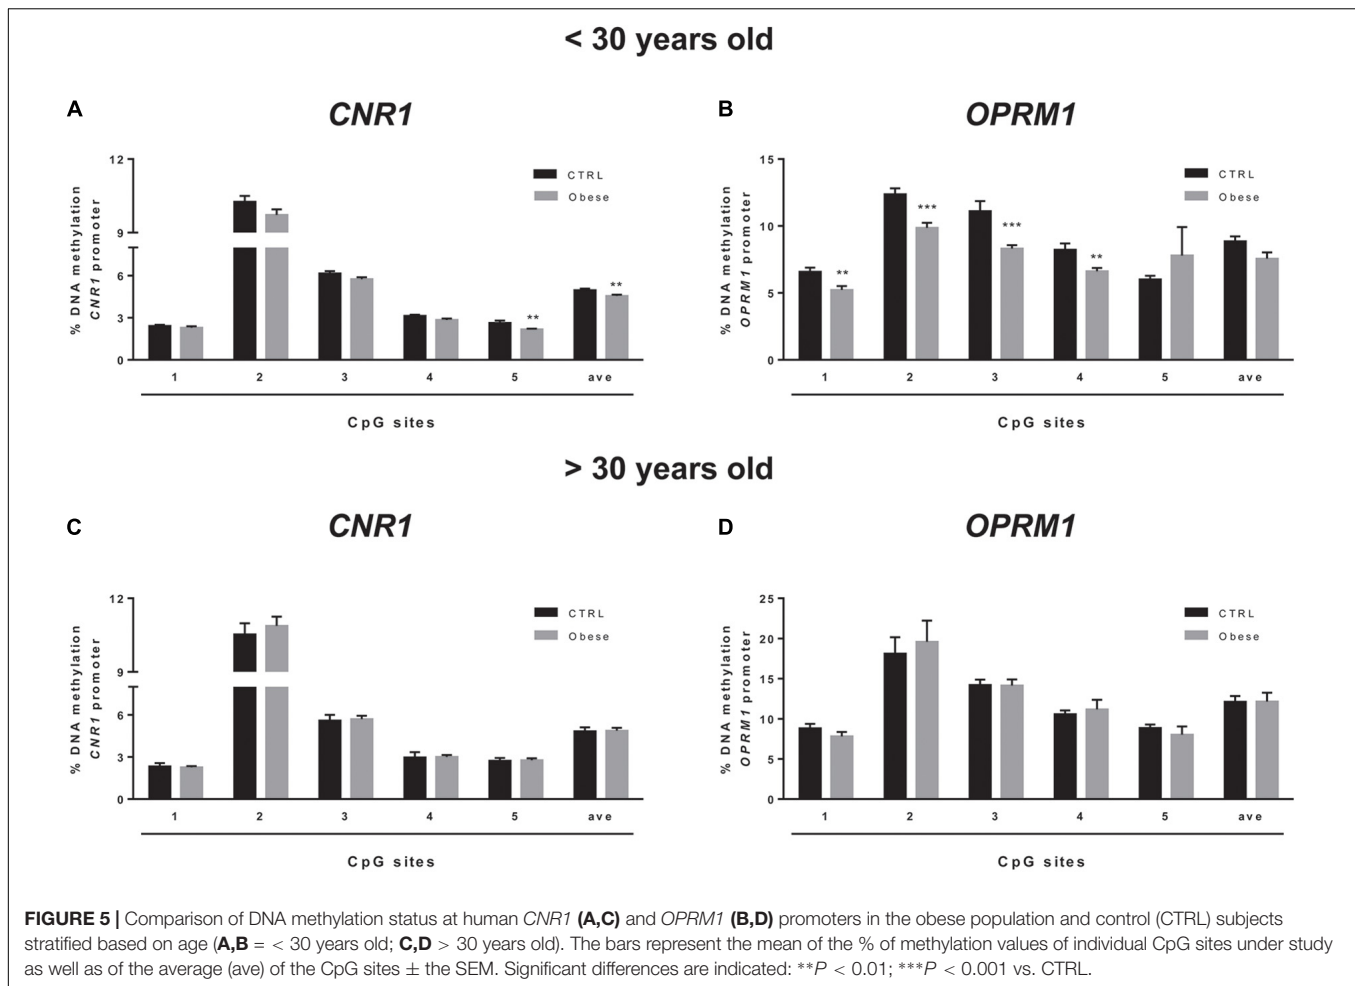 < 30 years old
A
CNR1
% DNA methylation
CNR1 promoter
12
9
6
3
0
CTRL
Obese
**
**
1 2 3 4 5 ave
CpG sites
B
OPRM1
% DNA methylation
OPRM1 promoter
15
10
5
0
CTRL
Obese
**
***
***
**
1 2 3 4 5 ave
CpG sites
> 30 years old
C
CNR1
% DNA methylation
CNR1 promoter
12
9
6
3
0
CTRL
Obese
1 2 3 4 5 ave
CpG sites
D
OPRM1
% DNA methylation
OPRM1 promoter
25
20
15
10
5
0
CTRL
Obese
1 2 3 4 5 ave
CpG sites
FIGURE 5 | Comparison of DNA methylation status at human CNR1 (A,C) and OPRM1 (B,D) promoters in the obese population and control (CTRL) subjects
stratified based on age (A,B = < 30 years old; C,D > 30 years old). The bars represent the mean of the % of methylation values of individual CpG sites under study
as well as of the average (ave) of the CpG sites ± the SEM. Significant differences are indicated: **P < 0.01; ***P < 0.001 vs. CTRL.